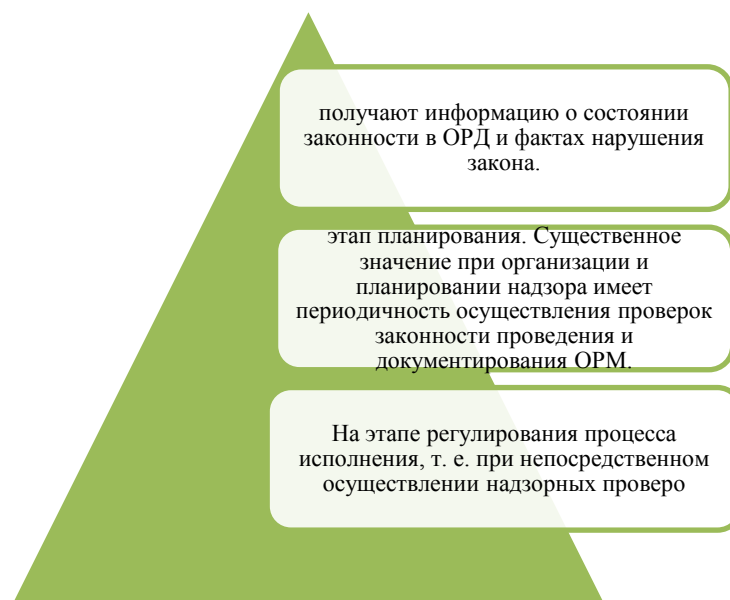 получают информацию о состоянии
законности в ОРД и фактах нарушения
закона.
этап планирования. Существенное
значение при организации и
планировании надзора имеет
периодичность осуществления проверок
законности проведения и
документирования ОРМ.
На этапе регулирования процесса
исполнения, т. е. при непосредственном
осуществлении надзорных проверо